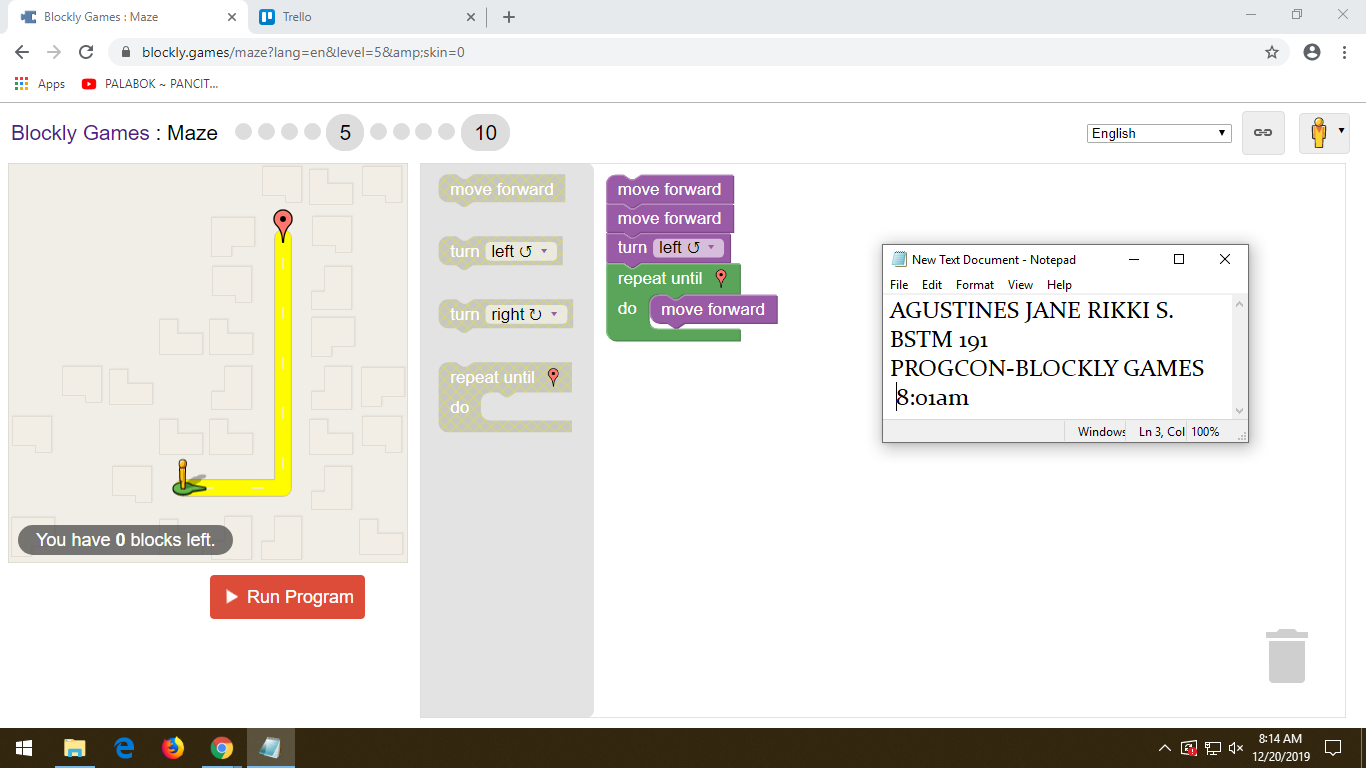 Blockly Games : Maze
Trello
blockly.games/maze?lang=en&level=5&amp;skin=0
Apps
PALABOK ~ PANCIT...
Blockly Games : Maze
5
10
English
move forward
turn left ↺
turn right ↻
repeat until
do
move forward
move forward
turn left ↺
repeat until
do move forward
New Text Document - Notepad
File Edit Format View Help
AGUSTINES JANE RIKKI S.
BSTM 191
PROGCON-BLOCKLY GAMES
8:01am
Windows Ln 3, Col 100%
You have 0 blocks left.
Run Program
8:14 AM
12/20/2019